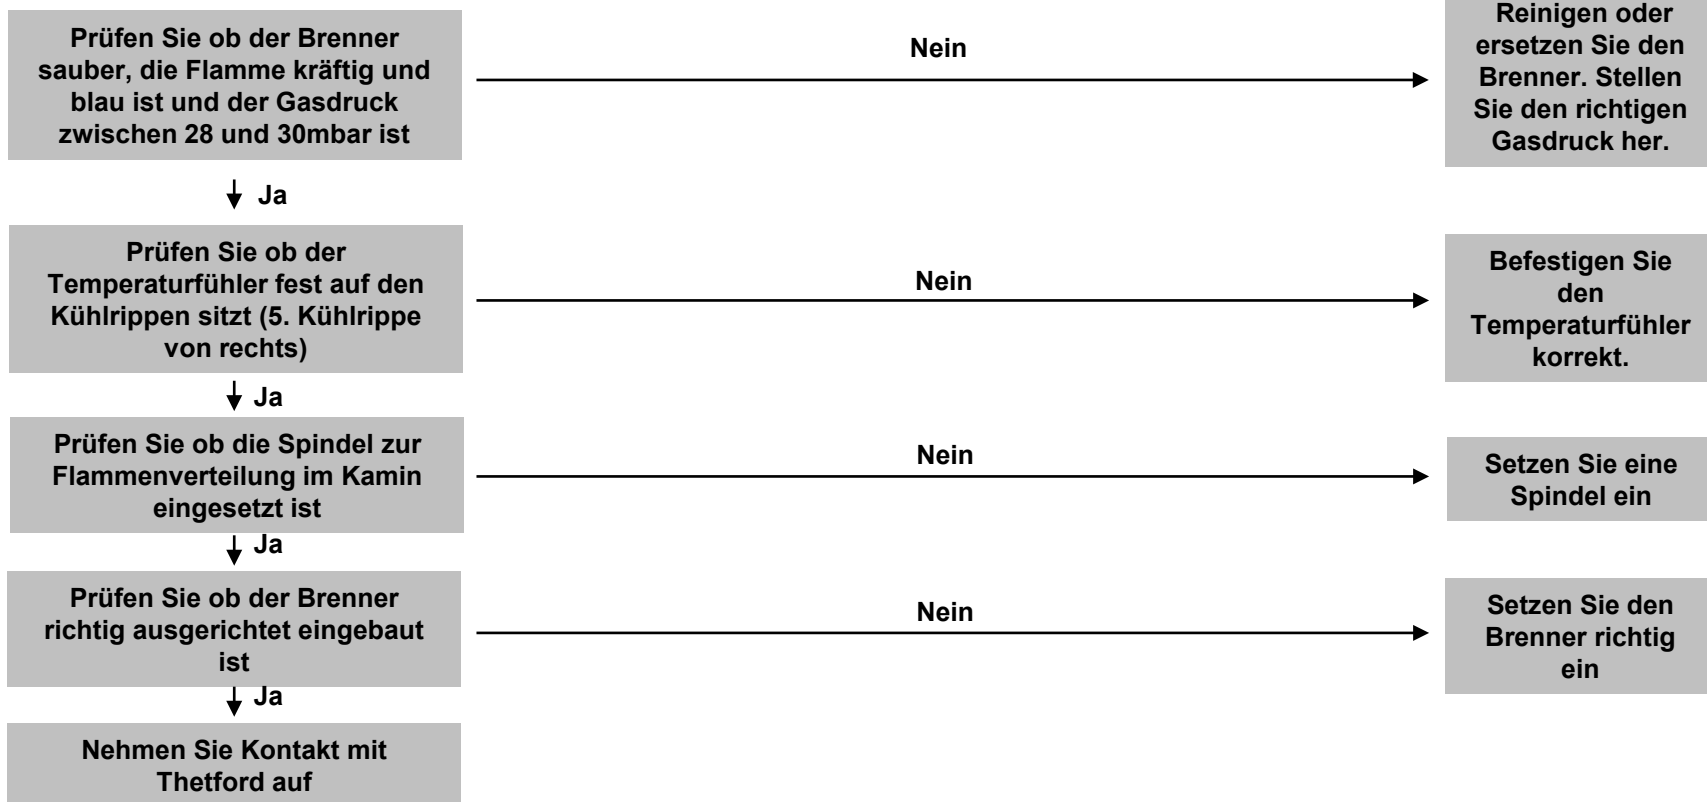 Prüfen Sie ob der Brenner
sauber, die Flamme kräftig und
blau ist und der Gasdruck
zwischen 28 und 30mbar ist
Nein
Reinigen oder
ersetzen Sie den
Brenner. Stellen
Sie den richtigen
Gasdruck her.
Ja
Prüfen Sie ob der
Temperaturfühler fest auf den
Kühlrippen sitzt (5. Kühlrippe
von rechts)
Nein
Befestigen Sie
den
Temperaturfühler
korrekt.
Ja
Prüfen Sie ob die Spindel zur
Flammenverteilung im Kamin
eingesetzt ist
Nein
Setzen Sie eine
Spindel ein
Ja
Prüfen Sie ob der Brenner
richtig ausgerichtet eingebaut
ist
Nein
Setzen Sie den
Brenner richtig
ein
Ja
Nehmen Sie Kontakt mit
Thetford auf